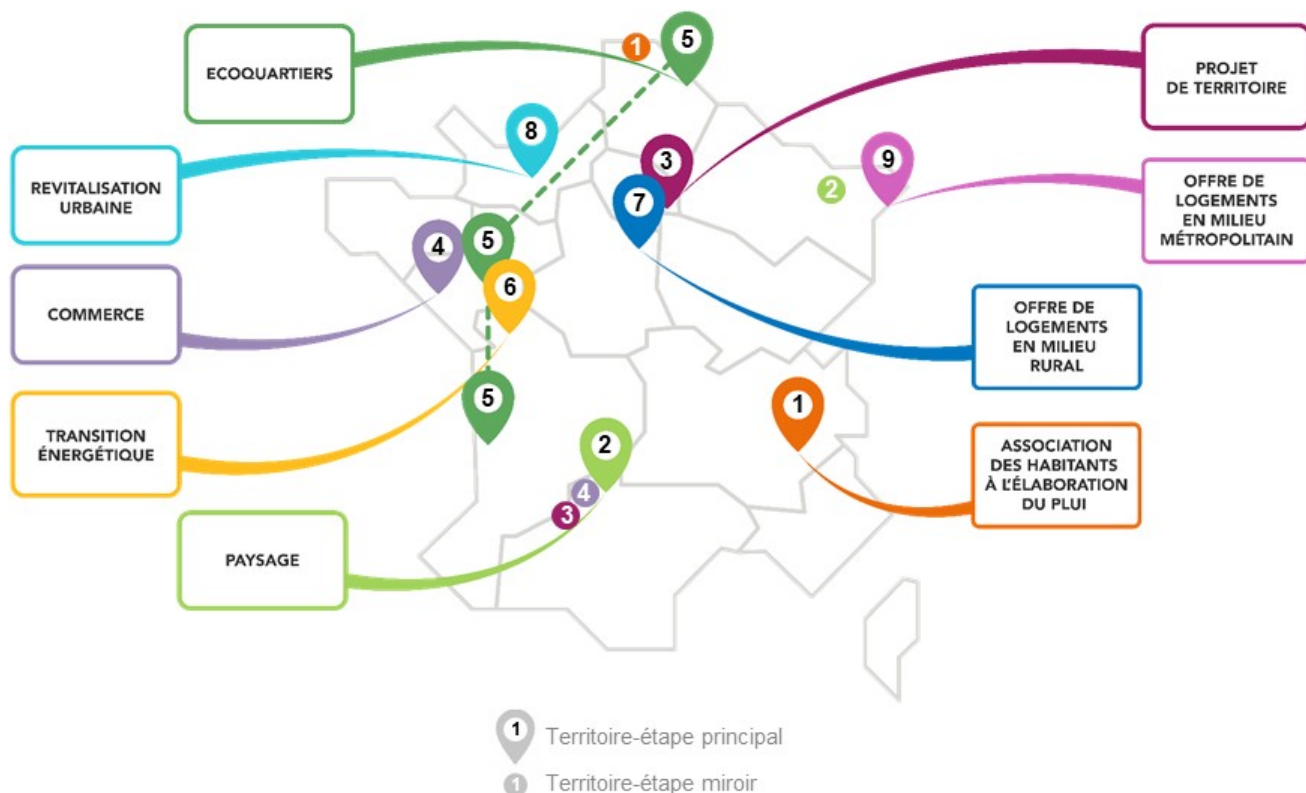 ECOQUARTIERS
REVITALISATION
URBAINE
COMMERCE
TRANSITION
ÉNERGÉTIQUE
PAYSAGE
PROJET
DE TERRITOIRE
OFFRE DE
LOGEMENTS
EN MILIEU
MÉTROPOLITAIN
OFFRE DE
LOGEMENTS
EN MILIEU
RURAL
ASSOCIATION
DES HABITANTS
À L'ÉLABORATION
DU PLUI
1
5
8
3
9
2
7
4
5
6
5
1
2
4
3
1 Territoire-étape principal
1 Territoire-étape miroir